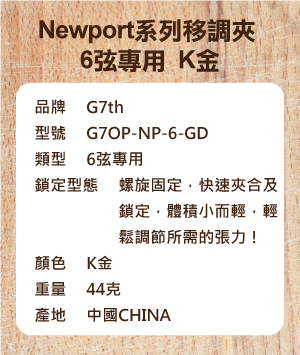 Newport系列移調夾
6弦專用 K金
品牌 G7th
型號 G7OP-NP-6-GD
類型 6弦專用
鎖定型態 螺旋固定，快速夾合及
鎖定，體積小而輕，輕
鬆調節所需的張力！
顏色 K金
重量 44克
產地 中國CHINA